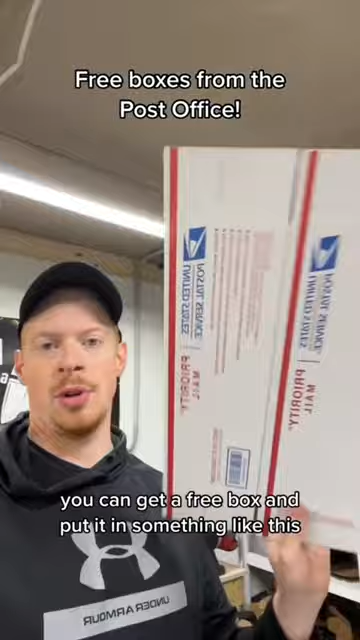 Free boxes from the
Post Office!
UNITED STATES
POSTAL SERVICE
PRIORITY
MAIL
UNITED STATES
POSTAL SERVICE
PRIORITY
MAIL
you can get a free box and
put it in something like this
UNDER ARMOUR